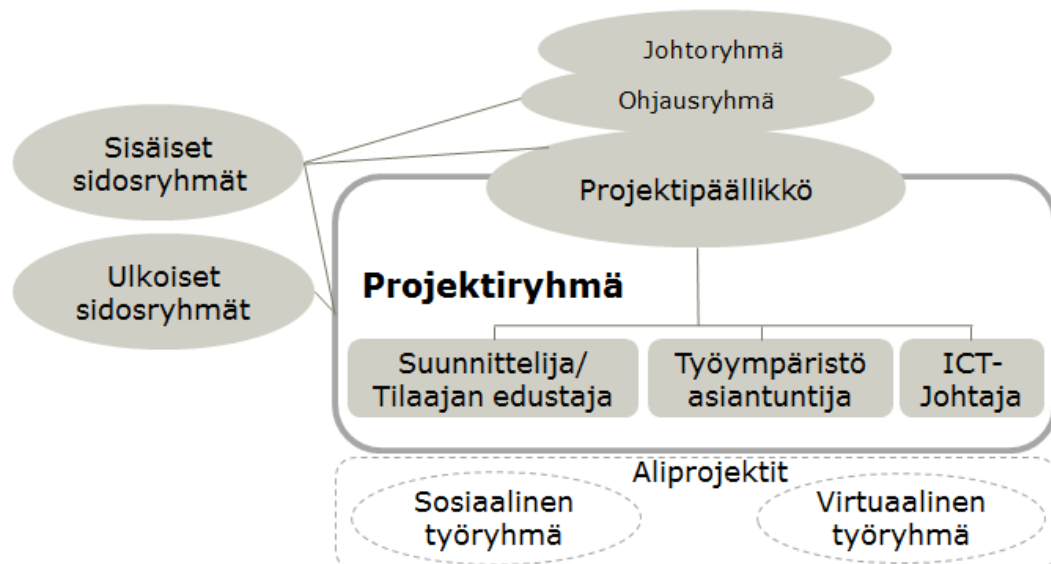 Johtoryhmä
Ohjausryhmä
Sisäiset
sidosryhmät
Projektipäällikkö
Ulkoiset
sidosryhmät
Projektiryhmä
Suunnittelija/
Tilaajan edustaja
Työympäristö
asiantuntija
ICT-
Johtaja
Aliprojektit
Sosiaalinen
työryhmä
Virtuaalinen
työryhmä